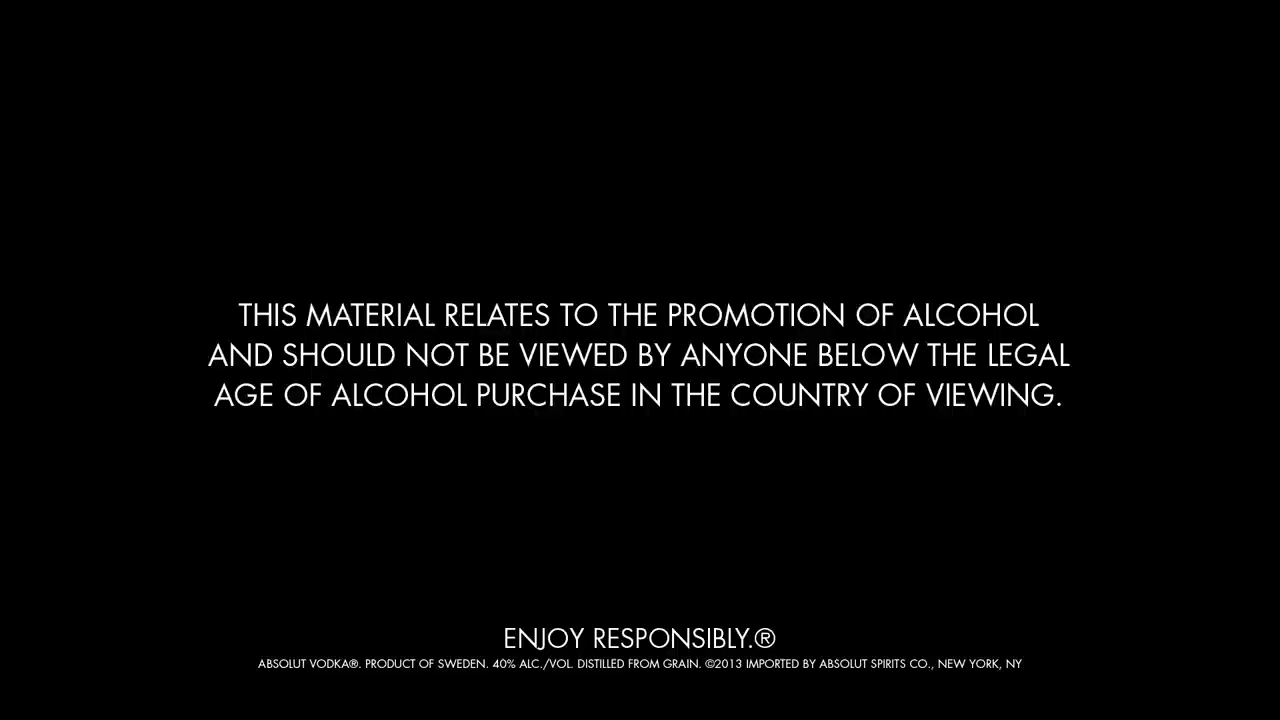 THIS MATERIAL RELATES TO THE PROMOTION OF ALCOHOL
AND SHOULD NOT BE VIEWED BY ANYONE BELOW THE LEGAL
AGE OF ALCOHOL PURCHASE IN THE COUNTRY OF VIEWING.
ENJOY RESPONSIBLY.®
ABSOLUT VODKA®. PRODUCT OF SWEDEN. 40% ALC./VOL. DISTILLED FROM GRAIN. ©2013 IMPORTED BY ABSOLUT SPIRITS CO., NEW YORK, NY